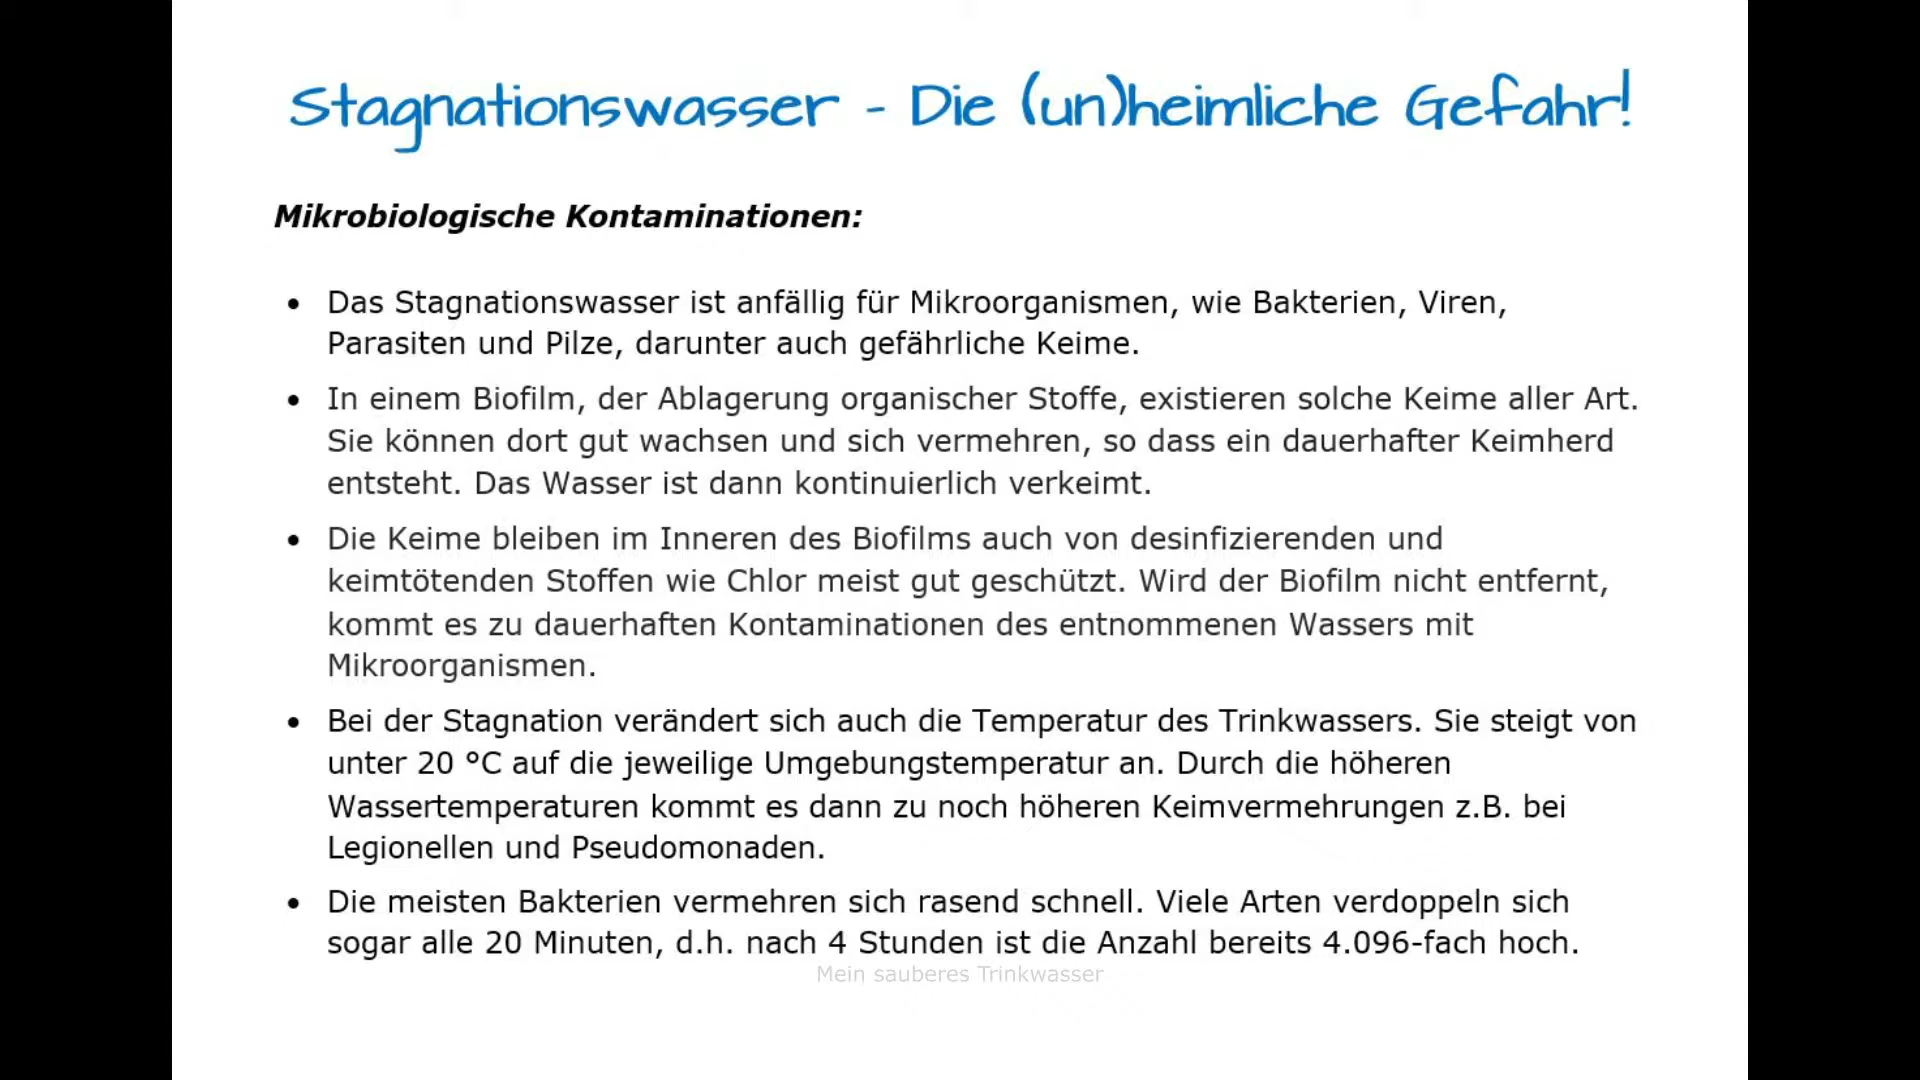 Stagnationswasser - Die (un)heimliche Gefahr!
Mikrobiologische Kontaminationen:
• Das Stagnationswasser ist anfällig für Mikroorganismen, wie Bakterien, Viren,
Parasiten und Pilze, darunter auch gefährliche Keime.
• In einem Biofilm, der Ablagerung organischer Stoffe, existieren solche Keime aller Art.
Sie können dort gut wachsen und sich vermehren, so dass ein dauerhafter Keimherd
entsteht. Das Wasser ist dann kontinuierlich verkeimt.
• Die Keime bleiben im Inneren des Biofilms auch von desinfizierenden und
keimtötenden Stoffen wie Chlor meist gut geschützt. Wird der Biofilm nicht entfernt,
kommt es zu dauerhaften Kontaminationen des entnommenen Wassers mit
Mikroorganismen.
• Bei der Stagnation verändert sich auch die Temperatur des Trinkwassers. Sie steigt von
unter 20 °C auf die jeweilige Umgebungstemperatur an. Durch die höheren
Wassertemperaturen kommt es dann zu noch höheren Keimvermehrungen z.B. bei
Legionellen und Pseudomonaden.
• Die meisten Bakterien vermehren sich rasend schnell. Viele Arten verdoppeln sich
sogar alle 20 Minuten, d.h. nach 4 Stunden ist die Anzahl bereits 4.096-fach hoch.
Mein sauberes Trinkwasser